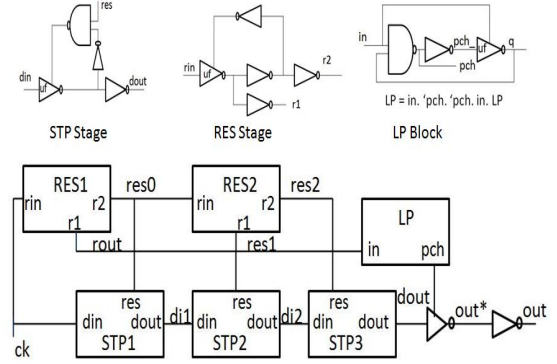 res
din
uf
dout
STP Stage
rin
uf
r2
r1
RES Stage
in
pch_
uf
q
pch
LP = in. ‘pch. ‘pch. in. LP
LP Block
RES1
rin
r2
r1
res0
RES2
rin
r2
r1
res2
LP
in
pch
rout
res1
res
din
dout
STP1
di1
res
din
dout
STP2
di2
res
din
dout
STP3
dout
out*
out
ck